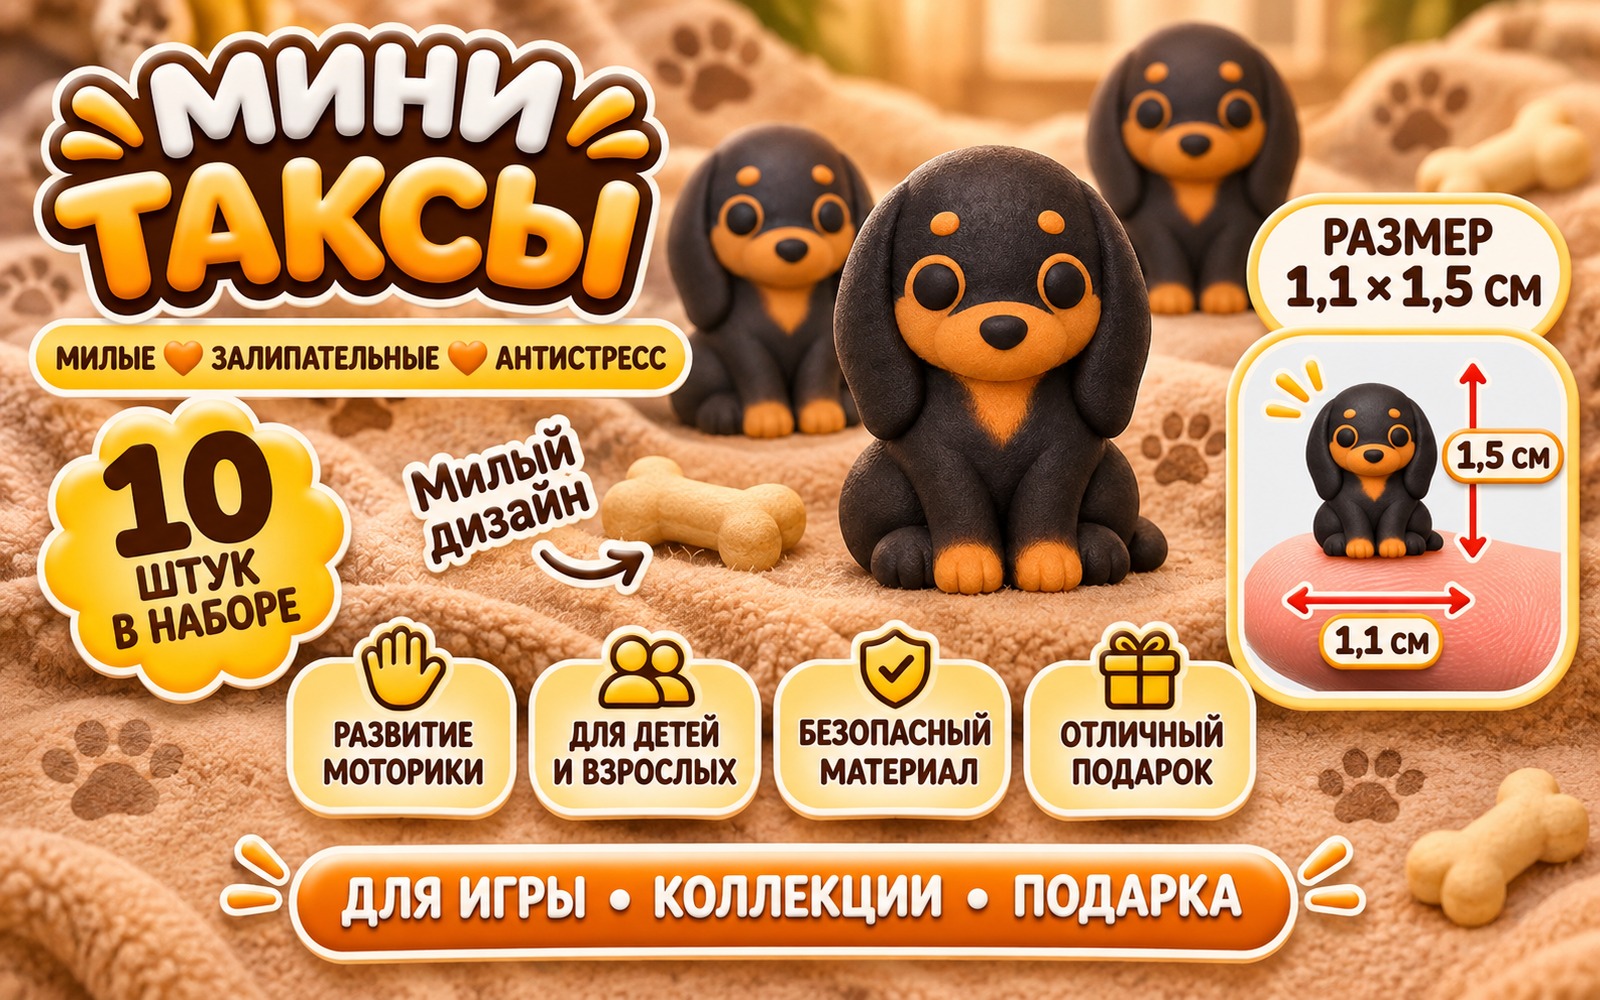 МИНИ
ТАКСЫ
МИЛЫЕ 🧡 ЗАЛИПАТЕЛЬНЫЕ 🧡 АНТИСТРЕСС
10
ШТУК
В НАБОРЕ
Милый
дизайн
РАЗМЕР
1,1 × 1,5 СМ
1,5 СМ
1,1 СМ
РАЗВИТИЕ
МОТОРИКИ
ДЛЯ ДЕТЕЙ
И ВЗРОСЛЫХ
БЕЗОПАСНЫЙ
МАТЕРИАЛ
ОТЛИЧНЫЙ
ПОДАРОК
ДЛЯ ИГРЫ • КОЛЛЕКЦИИ • ПОДАРКА